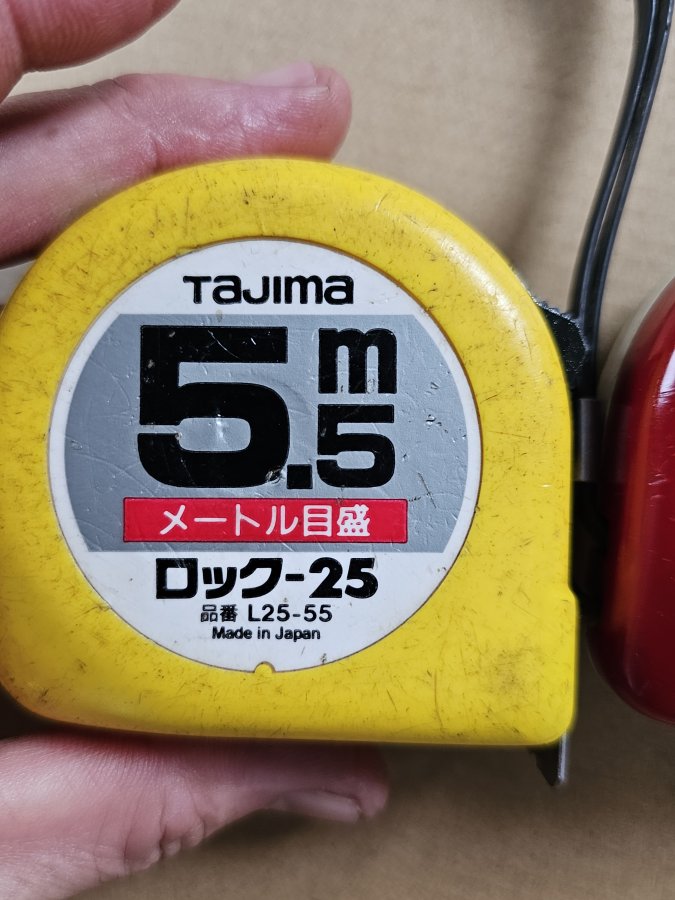 TAJIMA
5.5m
メートル目盛
ロック-25
品番 L25-55
Made in Japan